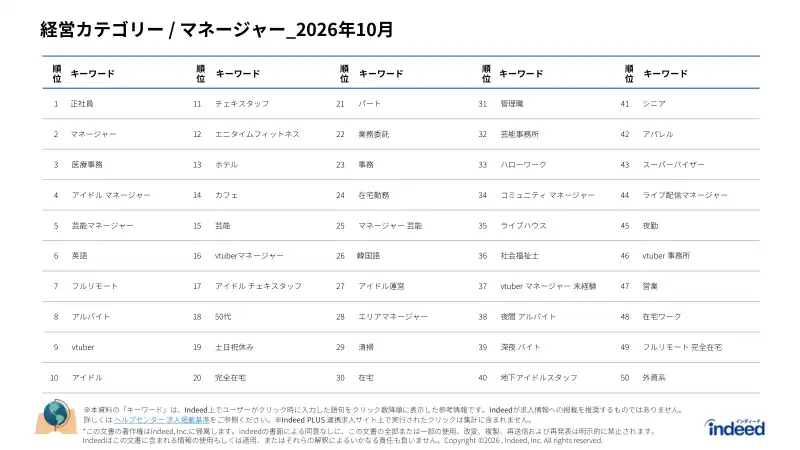 経営カテゴリー / マネージャー_2026年10月
順位 キーワード 順位 キーワード 順位 キーワード 順位 キーワード 順位 キーワード
1 正社員 11 チェキスタッフ 21 パート 31 管理職 41 シニア
2 マネージャー 12 エニタイムフィットネス 22 業務委託 32 芸能事務所 42 アパレル
3 医療事務 13 ホテル 23 事務 33 ハローワーク 43 スーパーバイザー
4 アイドル マネージャー 14 カフェ 24 在宅勤務 34 コミュニティ マネージャー 44 ライブ配信マネージャー
5 芸能マネージャー 15 芸能 25 マネージャー 芸能 35 ライブハウス 45 夜勤
6 英語 16 vtuberマネージャー 26 韓国語 36 社会福祉士 46 vtuber 事務所
7 フルリモート 17 アイドル チェキスタッフ 27 アイドル運営 37 vtuber マネージャー 未経験 47 営業
8 アルバイト 18 50代 28 エリアマネージャー 38 夜間 アルバイト 48 在宅ワーク
9 vtuber 19 土日祝休み 29 清掃 39 深夜 バイト 49 フルリモート 完全在宅
10 アイドル 20 完全在宅 30 在宅 40 地下アイドルスタッフ 50 外資系
※本資料の「キーワード」は、Indeed上でユーザーがクリック時に入力した語句をクリック数降順に表示した参考情報です。Indeedが求人情報への掲載を推奨するものではありません。
詳しくは ヘルプセンター 求人掲載基準をご参照ください。※Indeed PLUS 連携求人サイト上で実行されたクリックは集計に含まれません。
*この文書の著作権はIndeed, Inc.に帰属します。Indeedの書面による同意なしに、この文書の全部または一部の使用、改変、複製、再送信および再発表は明示的に禁止されます。
Indeedはこの文書に含まれる情報の使用もしくは適用、またはそれらの解釈によるいかなる責任も負いません。Copyright ©2026 , Indeed, Inc. All rights reserved.
インディード
indeed